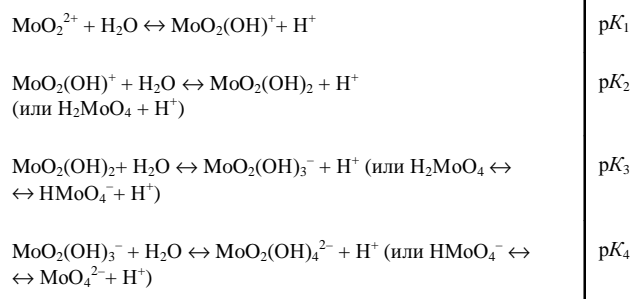 MoO₂²⁺ + H₂O ↔ MoO₂(OH)⁺ + H⁺ pK₁
MoO₂(OH)⁺ + H₂O ↔ MoO₂(OH)₂ + H⁺ pK₂
(или H₂MoO₄ + H⁺)
MoO₂(OH)₂+ H₂O ↔ MoO₂(OH)₃⁻ + H⁺ (или H₂MoO₄ ↔ pK₃
↔ HMoO₄⁻+ H⁺)
MoO₂(OH)₃⁻ + H₂O ↔ MoO₂(OH)₄²⁻ + H⁺ (или HMoO₄⁻ ↔ pK₄
↔ MoO₄²⁻+ H⁺)